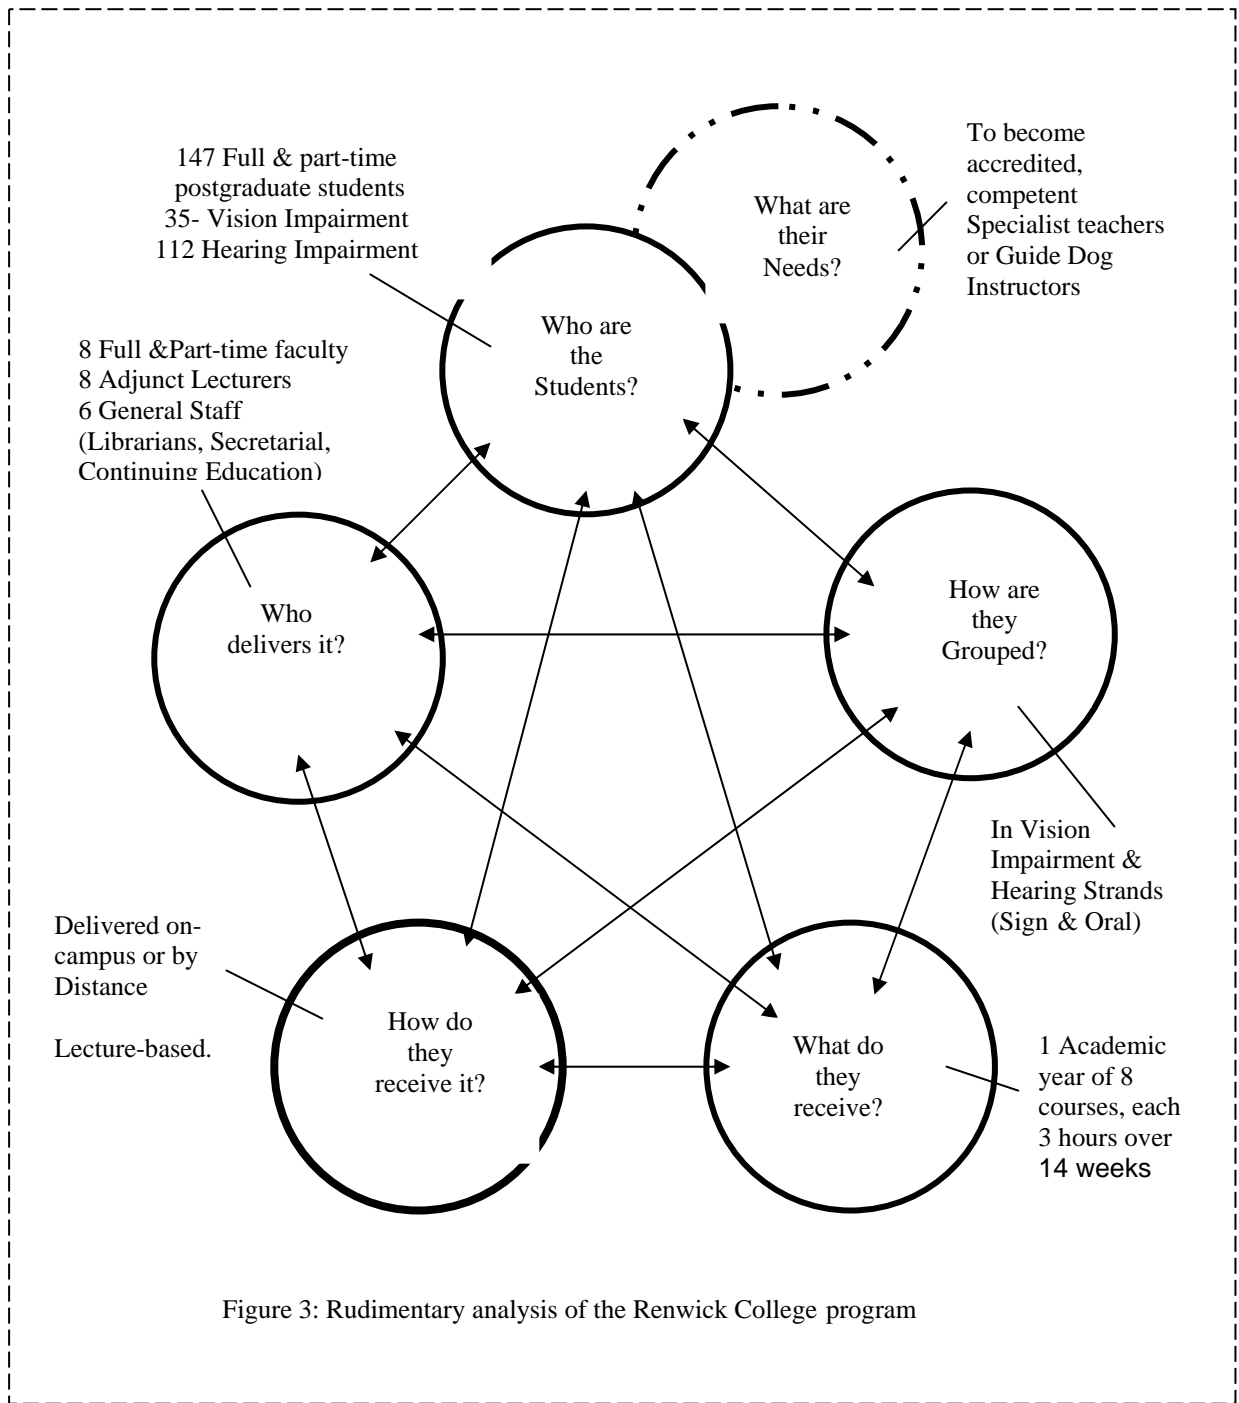 147 Full & part-time
postgraduate students
35- Vision Impairment
112 Hearing Impairment
What are
their
Needs?
To become
accredited,
competent
Specialist teachers
or Guide Dog
Instructors
Who are
the
Students?
8 Full &Part-time faculty
8 Adjunct Lecturers
6 General Staff
(Librarians, Secretarial,
Continuing Education)
Who
delivers it?
How are
they
Grouped?
In Vision
Impairment &
Hearing Strands
(Sign & Oral)
Delivered on-
campus or by
Distance
Lecture-based.
How do
they
receive it?
What do
they
receive?
1 Academic
year of 8
courses, each
3 hours over
14 weeks
Figure 3: Rudimentary analysis of the Renwick College program